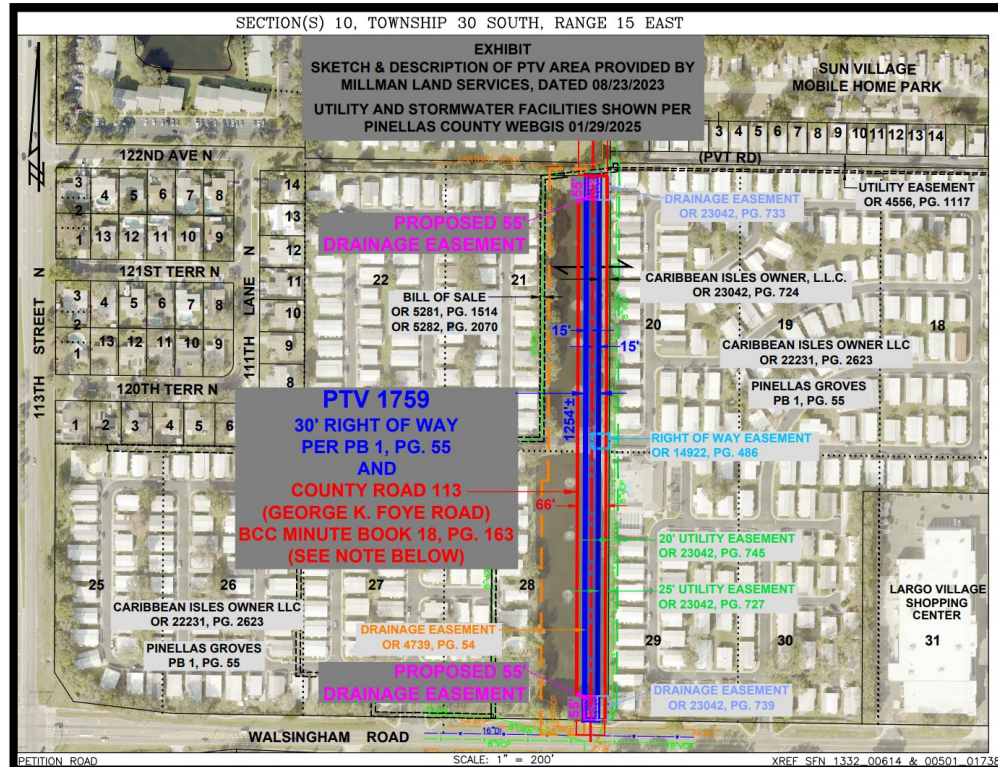 SECTION(S) 10, TOWNSHIP 30 SOUTH, RANGE 15 EAST
EXHIBIT
SKETCH & DESCRIPTION OF PTV AREA PROVIDED BY
MILLMAN LAND SERVICES, DATED 08/23/2023
UTILITY AND STORMWATER FACILITIES SHOWN PER
PINELLAS COUNTY WEBGIS 01/29/2025
SUN VILLAGE
MOBILE HOME PARK
3 4 5 6 7 8 9 10 11 12 13 14
(PVT RD)
122ND AVE N
UTILITY EASEMENT
OR 4556, PG. 1117
DRAINAGE EASEMENT
OR 23042, PG. 733
3 4 5 6 7 8
2
1 13 12 11 10 9
14
13
12
11
10
9
8
PROPOSED 55'
DRAINAGE EASEMENT
55'
121ST TERR N
111TH LANE N
113TH STREET N
22
21
BILL OF SALE
OR 5281, PG. 1514
OR 5282, PG. 2070
CARIBBEAN ISLES OWNER, L.L.C.
OR 23042, PG. 724
3 4 5 6 7 8
2
1 13 12 11 10 9
15'
15'
20
19
18
CARIBBEAN ISLES OWNER LLC
OR 22231, PG. 2623
PINELLAS GROVES
PB 1, PG. 55
120TH TERR N
1 2 3 4 5 6
1254'±
PTV 1759
30' RIGHT OF WAY
PER PB 1, PG. 55
AND
COUNTY ROAD 113
(GEORGE K. FOYE ROAD)
BCC MINUTE BOOK 18, PG. 163
(SEE NOTE BELOW)
RIGHT OF WAY EASEMENT
OR 14922, PG. 486
66'
20' UTILITY EASEMENT
OR 23042, PG. 745
25' UTILITY EASEMENT
OR 23042, PG. 727
25
26
27
28
29
30
31
LARGO VILLAGE
SHOPPING
CENTER
CARIBBEAN ISLES OWNER LLC
OR 22231, PG. 2623
PINELLAS GROVES
PB 1, PG. 55
DRAINAGE EASEMENT
OR 4739, PG. 54
PROPOSED 55'
DRAINAGE EASEMENT
55'
DRAINAGE EASEMENT
OR 23042, PG. 739
WALSINGHAM ROAD
16"DI
8"VCP
PETITION ROAD
SCALE: 1" = 200'
XREF SFN 1332_00614 & 00501_01738